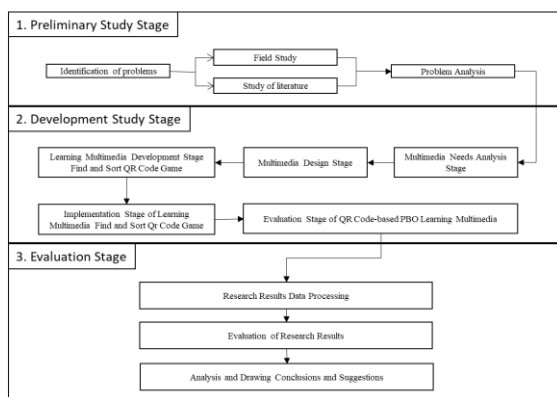 1. Preliminary Study Stage
Field Study
Identification of problems
Study of literature
Problem Analysis
2. Development Study Stage
Learning Multimedia Development Stage
Find and Sort QR Code Game
Multimedia Design Stage
Multimedia Needs Analysis
Stage
Implementation Stage of Learning
Multimedia Find and Sort Qr Code Game
Evaluation Stage of QR Code-based PBO Learning Multimedia
3. Evaluation Stage
Research Results Data Processing
Evaluation of Research Results
Analysis and Drawing Conclusions and Suggestions